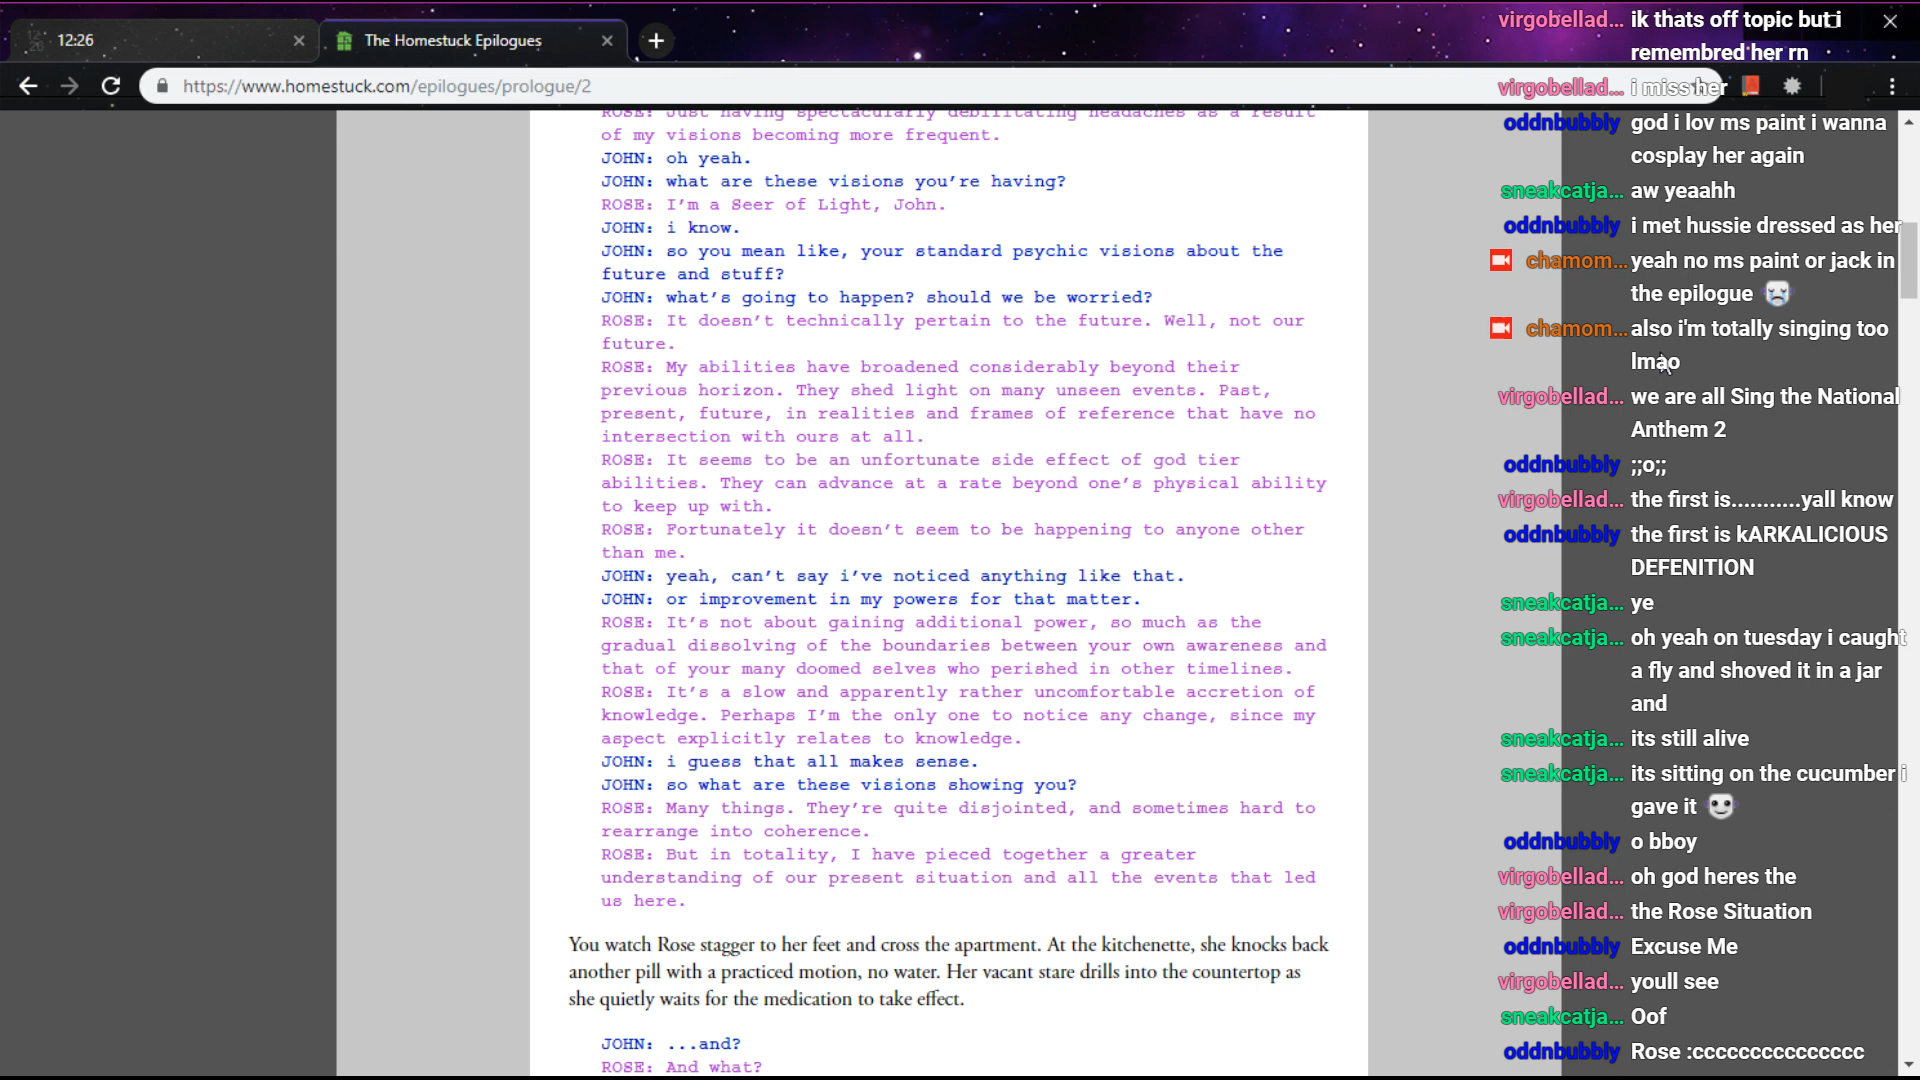 12:26
The Homestuck Epilogues
https://www.homestuck.com/epilogues/prologue/2
ROSE: Just having spectacularly debilitating headaches as a result
of my visions becoming more frequent.
JOHN: oh yeah.
JOHN: what are these visions you’re having?
ROSE: I’m a Seer of Light, John.
JOHN: i know.
JOHN: so you mean like, your standard psychic visions about the
future and stuff?
JOHN: what’s going to happen? should we be worried?
ROSE: It doesn’t technically pertain to the future. Well, not our
future.
ROSE: My abilities have broadened considerably beyond their
previous horizon. They shed light on many unseen events. Past,
present, future, in realities and frames of reference that have no
intersection with ours at all.
ROSE: It seems to be an unfortunate side effect of god tier
abilities. They can advance at a rate beyond one’s physical ability
to keep up with.
ROSE: Fortunately it doesn’t seem to be happening to anyone other
than me.
JOHN: yeah, can’t say i’ve noticed anything like that.
JOHN: or improvement in my powers for that matter.
ROSE: It’s not about gaining additional power, so much as the
gradual dissolving of the boundaries between your own awareness and
that of your many doomed selves who perished in other timelines.
ROSE: It’s a slow and apparently rather uncomfortable accretion of
knowledge. Perhaps I’m the only one to notice any change, since my
aspect explicitly relates to knowledge.
JOHN: i guess that all makes sense.
JOHN: so what are these visions showing you?
ROSE: Many things. They’re quite disjointed, and sometimes hard to
rearrange into coherence.
ROSE: But in totality, I have pieced together a greater
understanding of our present situation and all the events that led
us here.
You watch Rose stagger to her feet and cross the apartment. At the kitchenette, she knocks back
another pill with a practiced motion, no water. Her vacant stare drills into the countertop as
she quietly waits for the medication to take effect.
JOHN: ...and?
ROSE: And what?
virgobellad... ik thats off topic but i
remembred her rn
virgobellad... i miss her
oddnbubbly god i lov ms paint i wanna
cosplay her again
sneakcatja... aw yeaahh
oddnbubbly i met hussie dressed as her
chamom... yeah no ms paint or jack in
the epilogue
chamom... also i'm totally singing too
lmao
virgobellad... we are all Sing the National
Anthem 2
oddnbubbly ;;o;;
virgobellad... the first is...........yall know
oddnbubbly the first is kARKALICIOUS
DEFENITION
sneakcatja... ye
sneakcatja... oh yeah on tuesday i caught
a fly and shoved it in a jar
and
sneakcatja... its still alive
sneakcatja... its sitting on the cucumber i
gave it
oddnbubbly o bboy
virgobellad... oh god heres the
virgobellad... the Rose Situation
oddnbubbly Excuse Me
virgobellad... youll see
sneakcatja... Oof
oddnbubbly Rose :ccccccccccccccc